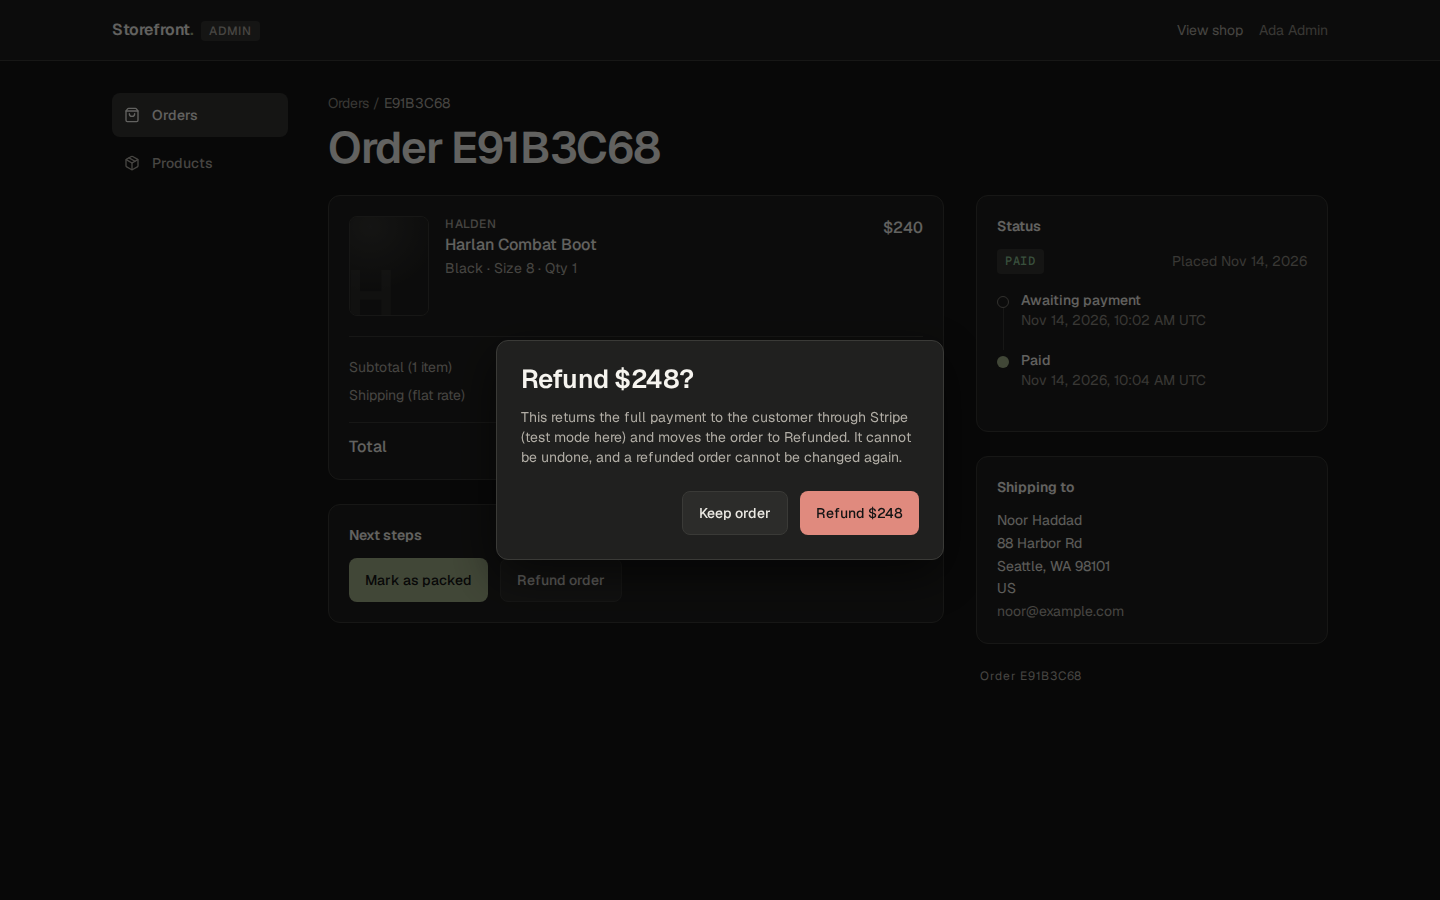 Storefront. ADMIN
View shop Ada Admin
Orders
Products
Orders / E91B3C68
Order E91B3C68
H
HALDEN
Harlan Combat Boot
Black · Size 8 · Qty 1
$240
Subtotal (1 item)
Shipping (flat rate)
Total
Next steps
Mark as packed
Refund order
Refund $248?
This returns the full payment to the customer through Stripe
(test mode here) and moves the order to Refunded. It cannot
be undone, and a refunded order cannot be changed again.
Keep order
Refund $248
Status
PAID
Placed Nov 14, 2026
Awaiting payment
Nov 14, 2026, 10:02 AM UTC
Paid
Nov 14, 2026, 10:04 AM UTC
Shipping to
Noor Haddad
88 Harbor Rd
Seattle, WA 98101
US
noor@example.com
Order E91B3C68